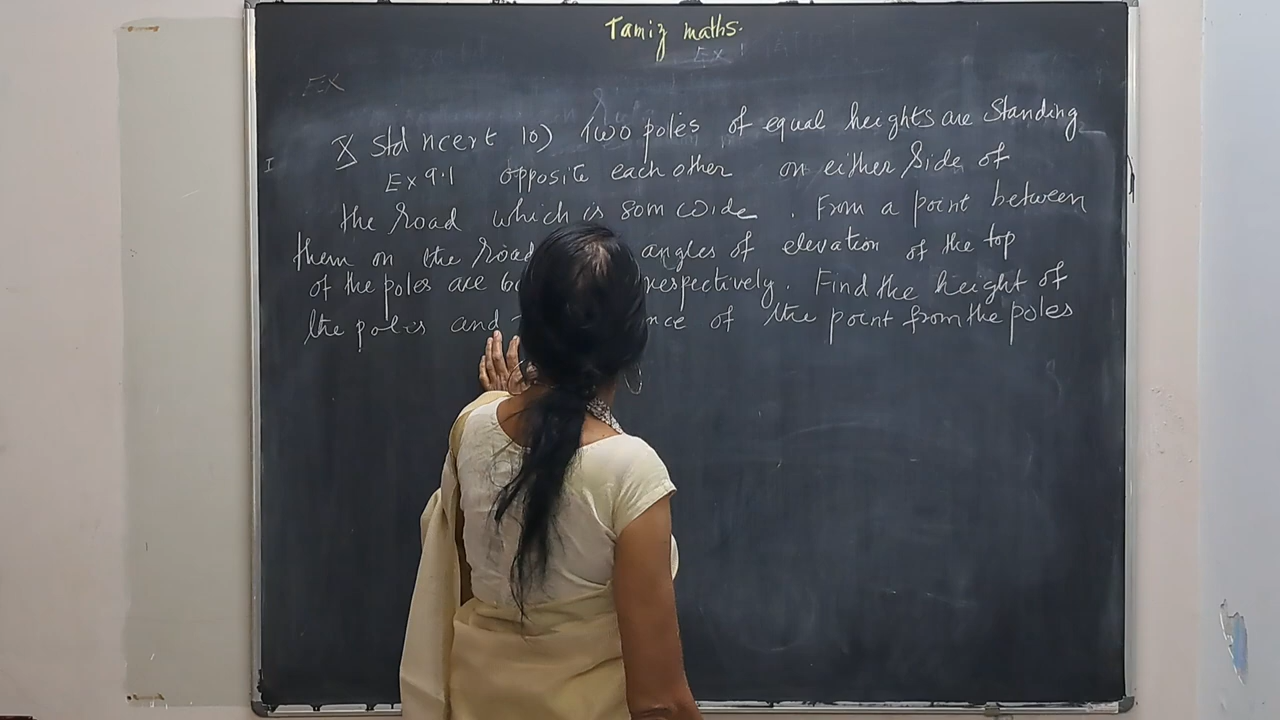 Tamiz maths.
Ex 1
EX
X std ncert 10) Two poles of equal heights are Standing
Ex 9.1 opposite each other on either Side of
the road which is 80m wide. From a point between
them on the road angles of elevation of the top
of the poles are respectively. Find the height of
the poles and of the point from the poles